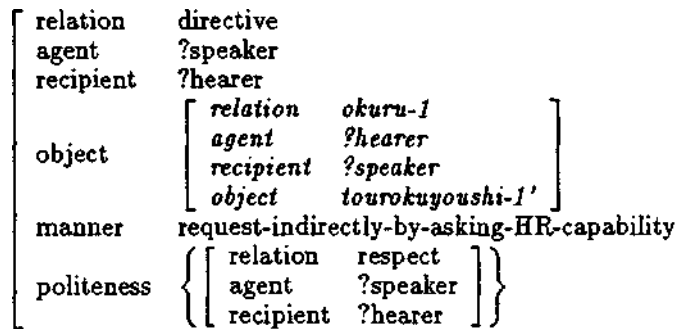 relation directive
agent ?speaker
recipient ?hearer
relation okuru-1
agent ?hearer
object
recipient ?speaker
object tourokuyoushi-1'
manner request-indirectly-by-asking-HR-capability
relation respect
politeness agent ?speaker
recipient ?hearer